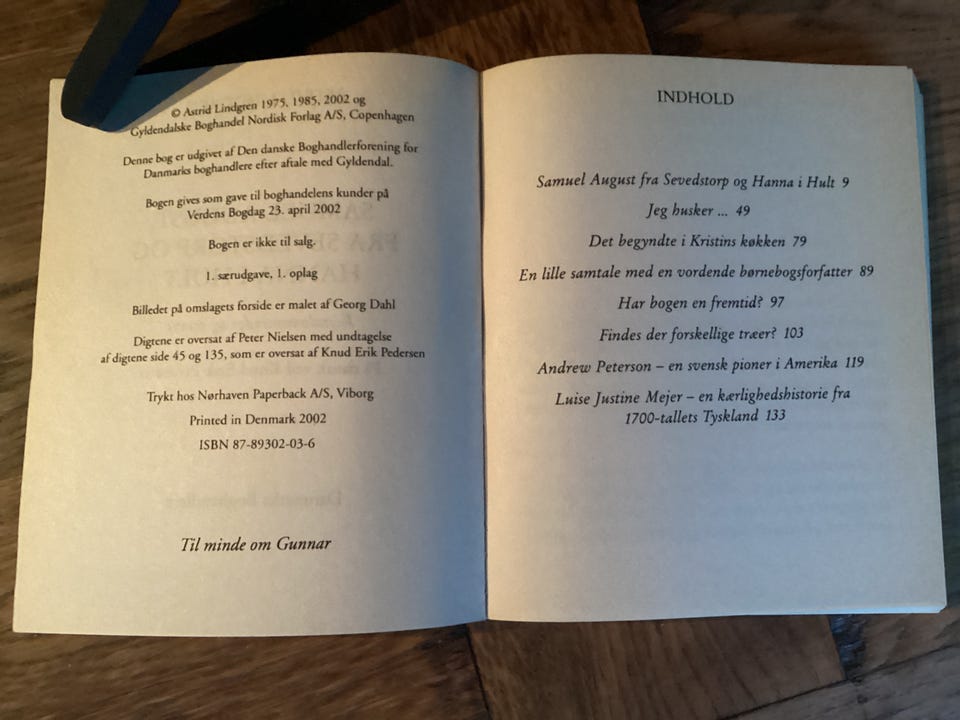 © Astrid Lindgren 1975, 1985, 2002 og
Gyldendalske Boghandel Nordisk Forlag A/S, Copenhagen
Denne bog er udgivet af Den danske Boghandlerforening for
Danmarks boghandlere efter aftale med Gyldendal.
Bogen gives som gave til boghandelens kunder på
Verdens Bogdag 23. april 2002
Bogen er ikke til salg.
1. særudgave, 1. oplag
Billedet på omslagets forside er malet af Georg Dahl
Digtene er oversat af Peter Nielsen med undtagelse
af digtene side 45 og 135, som er oversat af Knud Erik Pedersen
Trykt hos Nørhaven Paperback A/S, Viborg
Printed in Denmark 2002
ISBN 87-89302-03-6
Til minde om Gunnar
INDHOLD
Samuel August fra Sevedstorp og Hanna i Hult 9
Jeg husker ... 49
Det begyndte i Kristins køkken 79
En lille samtale med en vordende børnebogsforfatter 89
Har bogen en fremtid? 97
Findes der forskellige træer? 103
Andrew Peterson – en svensk pioner i Amerika 119
Luise Justine Mejer – en kærlighedshistorie fra
1700-tallets Tyskland 133